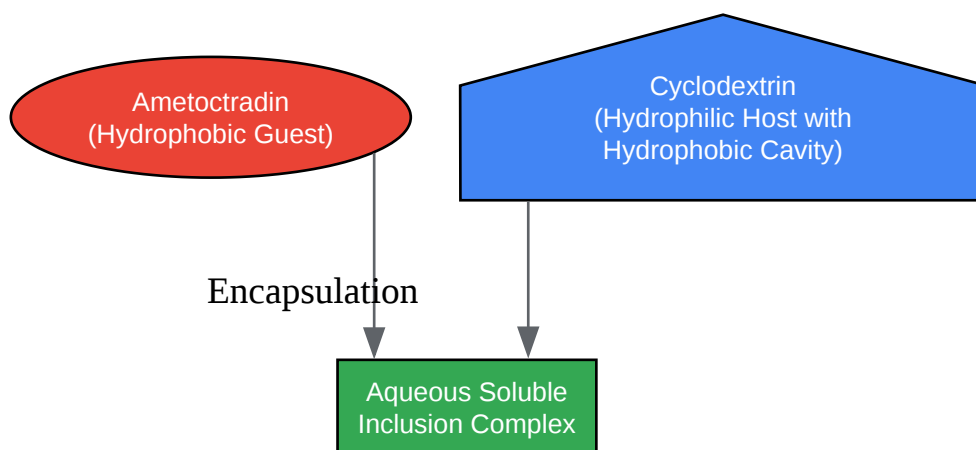 Ametoctradin
(Hydrophobic Guest)
Cyclodextrin
(Hydrophilic Host with
Hydrophobic Cavity)
Encapsulation
Aqueous Soluble
Inclusion Complex